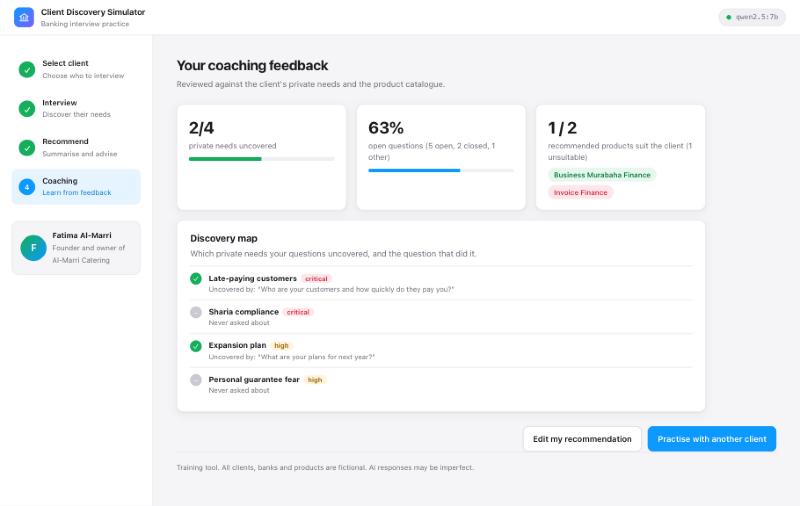 Client Discovery Simulator
Banking interview practice
qwen2.5:7b
Select client
Choose who to interview
Interview
Discover their needs
Recommend
Summarise and advise
4
Coaching
Learn from feedback
F
Fatima Al-Marri
Founder and owner of
Al-Marri Catering
Your coaching feedback
Reviewed against the client's private needs and the product catalogue.
2/4
private needs uncovered
63%
open questions (5 open, 2 closed, 1
other)
1/2
recommended products suit the client (1
unsuitable)
Business Murabaha Finance
Invoice Finance
Discovery map
Which private needs your questions uncovered, and the question that did it.
Late-paying customers critical
Uncovered by: "Who are your customers and how quickly do they pay you?"
Sharia compliance critical
Never asked about
Expansion plan high
Uncovered by: "What are your plans for next year?"
Personal guarantee fear high
Never asked about
Edit my recommendation
Practise with another client
Training tool. All clients, banks and products are fictional. AI responses may be imperfect.